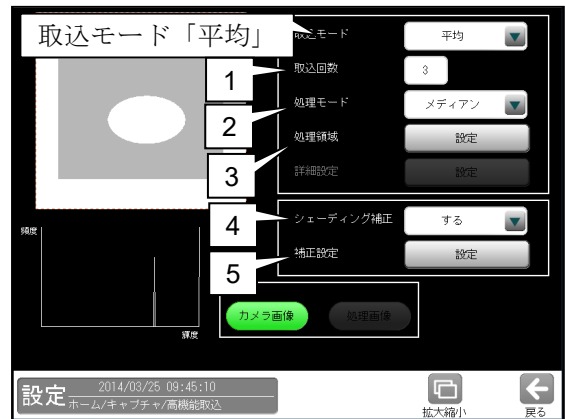 取込モード「平均」
取込モード
平均
1
取込回数
3
2
処理モード
メディアン
3
処理領域
設定
詳細設定
設定
4
シェーディング補正
する
5
補正設定
設定
頻度
輝度
カメラ画像
処理画像
設定
2014/03/25 09:45:10
ホーム/キャプチャ/高機能取込
拡大縮小
戻る